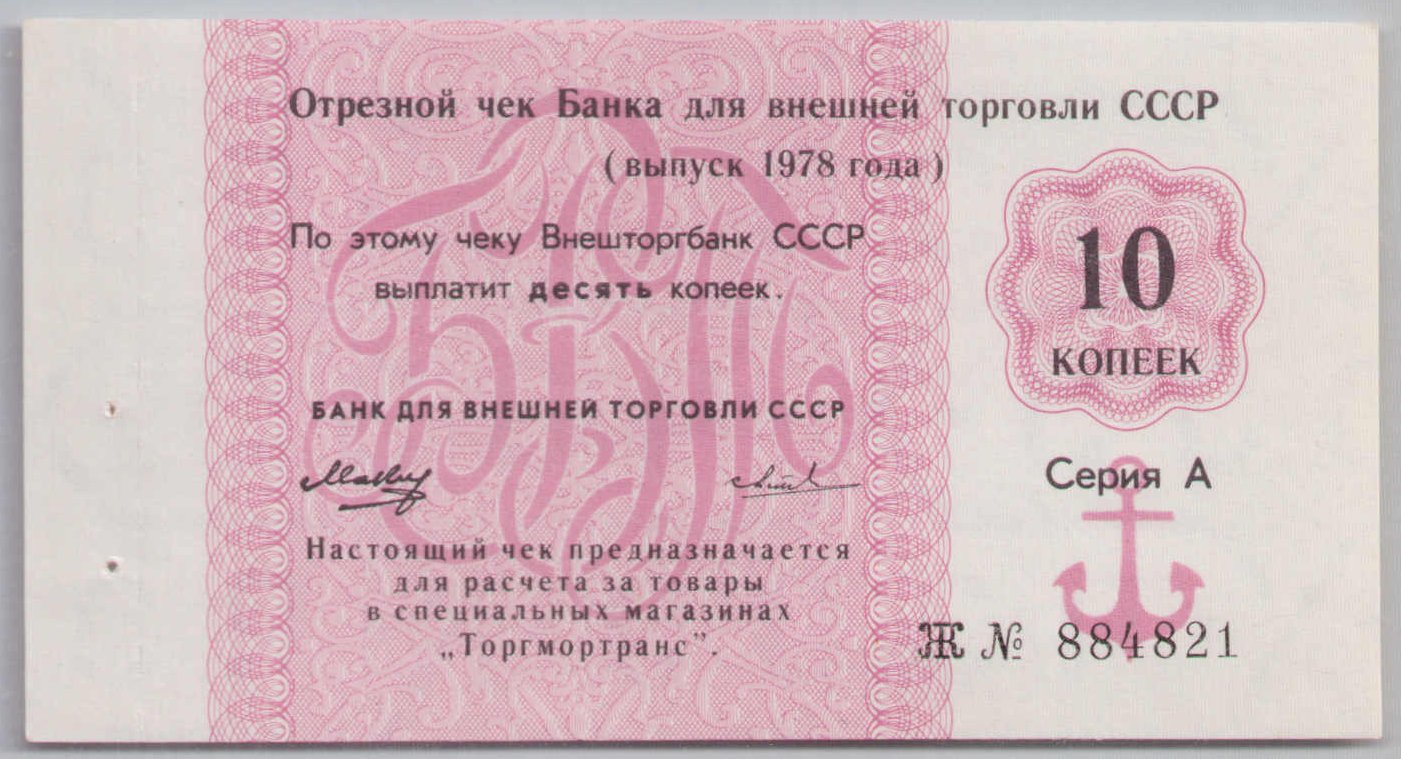 Отрезной чек Банка для внешней торговли СССР
(выпуск 1978 года)
По этому чеку Внешторгбанк СССР
выплатит десять копеек.
10
КОПЕЕК
БАНК ДЛЯ ВНЕШНЕЙ ТОРГОВЛИ СССР
Серия А
Настоящий чек предназначается
для расчета за товары
в специальных магазинах
„Торгмортранс”.
Ж № 884821